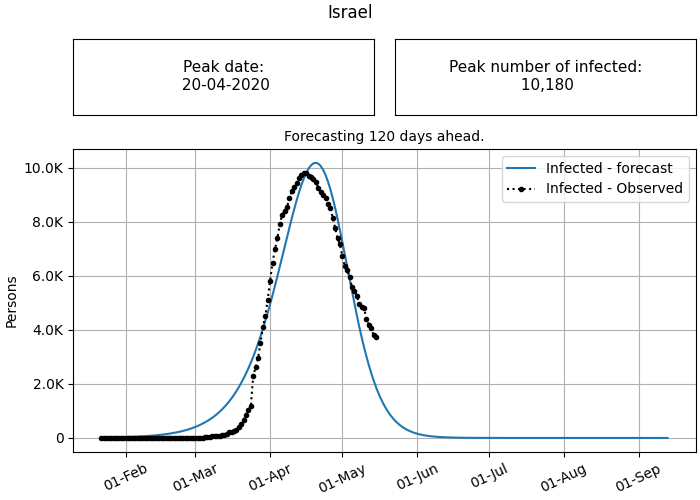 Israel
Peak date:
20-04-2020
Peak number of infected:
10,180
Forecasting 120 days ahead.
Infected - forecast
Infected - Observed
Persons
10.0K
8.0K
6.0K
4.0K
2.0K
0
01-Feb
01-Mar
01-Apr
01-May
01-Jun
01-Jul
01-Aug
01-Sep